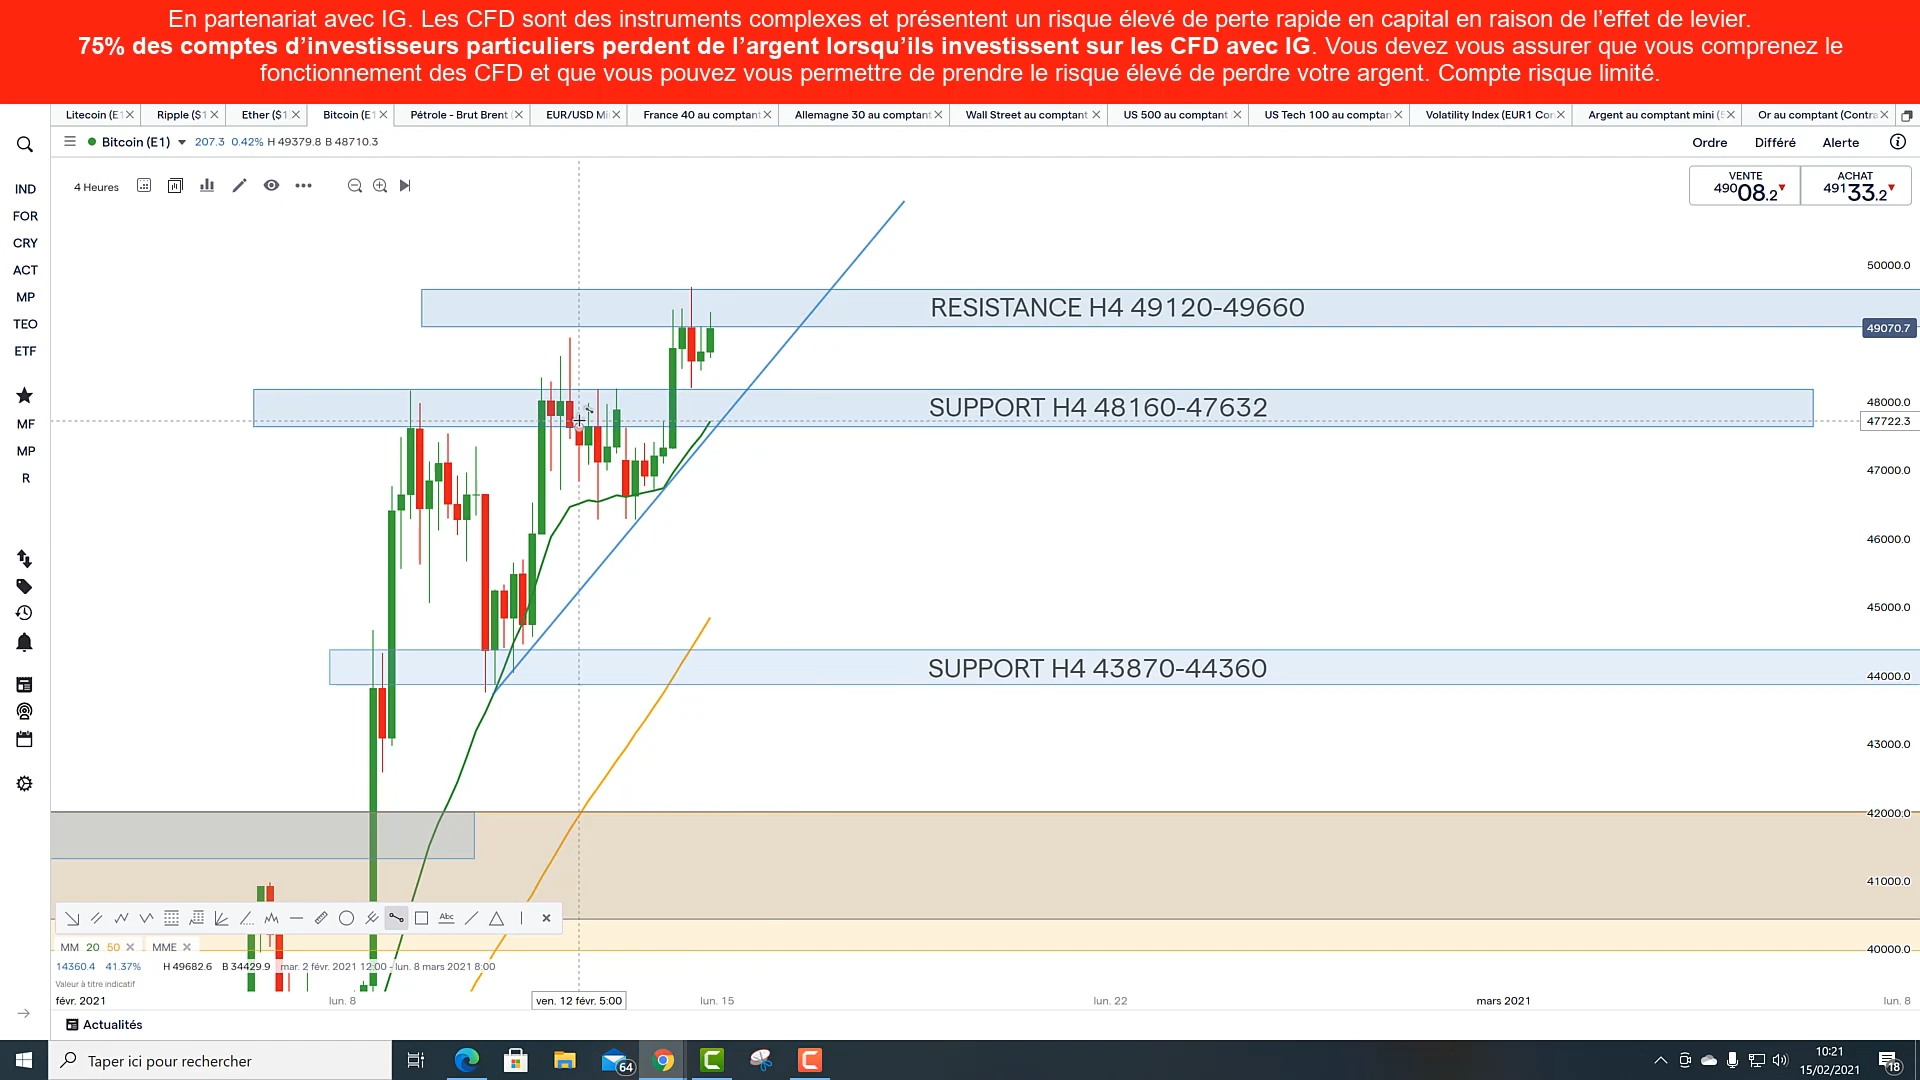 En partenariat avec IG. Les CFD sont des instruments complexes et présentent un risque élevé de perte rapide en capital en raison de l'effet de levier.
75% des comptes d'investisseurs particuliers perdent de l'argent lorsqu'ils investissent sur les CFD avec IG. Vous devez vous assurer que vous comprenez le
fonctionnement des CFD et que vous pouvez vous permettre de prendre le risque élevé de perdre votre argent. Compte risque limité.
Litecoin (E1 Ripple ($1 Ether ($1 Bitcoin (E1 Pétrole - Brut Brent EUR/USD Mi France 40 au comptant Allemagne 30 au comptant Wall Street au comptant US 500 au comptant US Tech 100 au comptant Volatility Index (EUR1 Con Argent au comptant mini (E Or au comptant (Contra
Bitcoin (E1) 207.3 0.42% H 49379.8 B 48710.3
Ordre Différé Alerte
4 Heures
VENTE
49008.2
ACHAT
49133.2
IND
FOR
CRY
ACT
MP
TEO
ETF
MF
MP
R
RESISTANCE H4 49120-49660
SUPPORT H4 48160-47632
SUPPORT H4 43870-44360
50000.0
49070.7
48000.0
47722.3
47000.0
46000.0
45000.0
44000.0
43000.0
42000.0
41000.0
40000.0
Abc
MM 20 50 MME
14360.4 41.37% H 49682.6 B 34429.9 mar. 2 févr. 2021 12:00 - lun. 8 mars 2021 8:00
Valeur à titre indicatif
févr. 2021 lun. 8 ven. 12 févr. 5:00 lun. 15 lun. 22 mars 2021 lun. 8
Actualités
Taper ici pour rechercher
64
10:21
15/02/2021
18